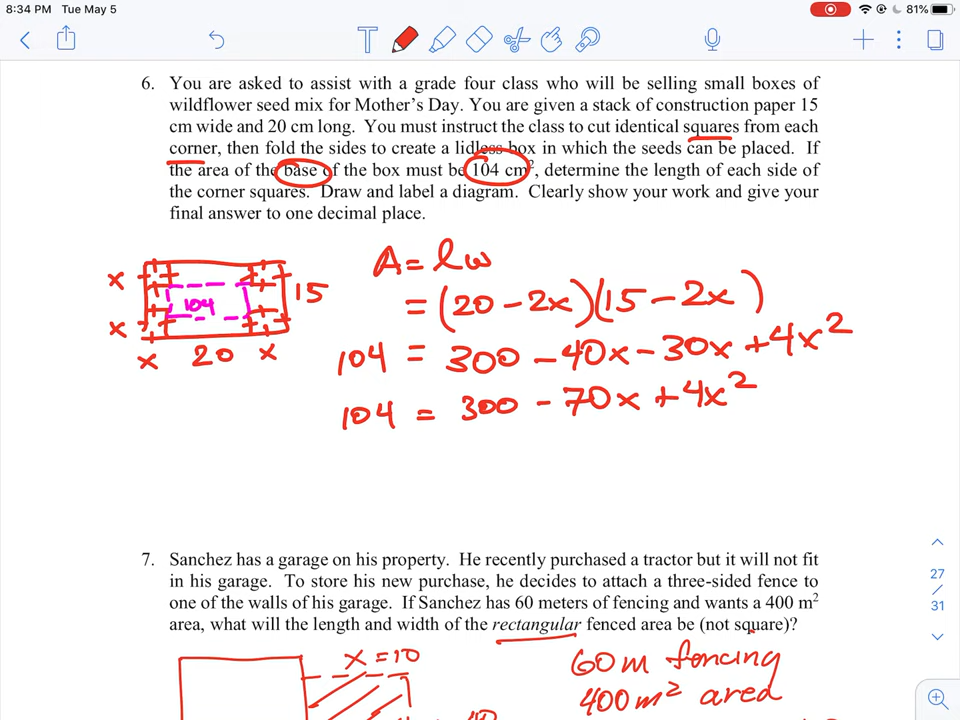 8:34 PM Tue May 5
81%
T
6. You are asked to assist with a grade four class who will be selling small boxes of
wildflower seed mix for Mother's Day. You are given a stack of construction paper 15
cm wide and 20 cm long. You must instruct the class to cut identical squares from each
corner, then fold the sides to create a lidless box in which the seeds can be placed. If
the area of the base of the box must be 104 cm², determine the length of each side of
the corner squares. Draw and label a diagram. Clearly show your work and give your
final answer to one decimal place.
A = lw
x
104
15
= (20 - 2x)(15 - 2x)
x
x 20 x
104 = 300 - 40x - 30x + 4x²
104 = 300 - 70x + 4x²
7. Sanchez has a garage on his property. He recently purchased a tractor but it will not fit
in his garage. To store his new purchase, he decides to attach a three-sided fence to
one of the walls of his garage. If Sanchez has 60 meters of fencing and wants a 400 m²
area, what will the length and width of the rectangular fenced area be (not square)?
27
/
31
x = 10
60m fencing
400m² area